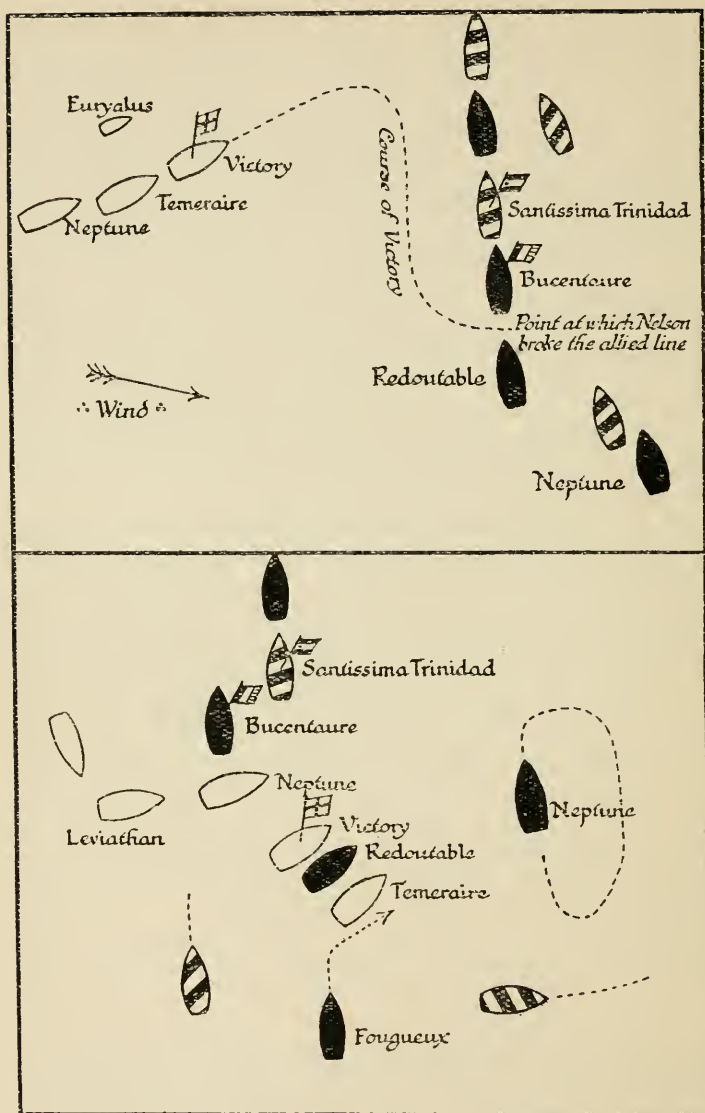 Euryalus
Victory
Temeraire
Neptune
Course of Victory
Santissima Trinidad
Bucentaure
Point at which Nelson
broke the allied line
Redoutable
Wind
Neptune
Santissima Trinidad
Bucentaure
Neptune
Victory
Neptune
Leviathan
Redoutable
Temeraire
Fougueux